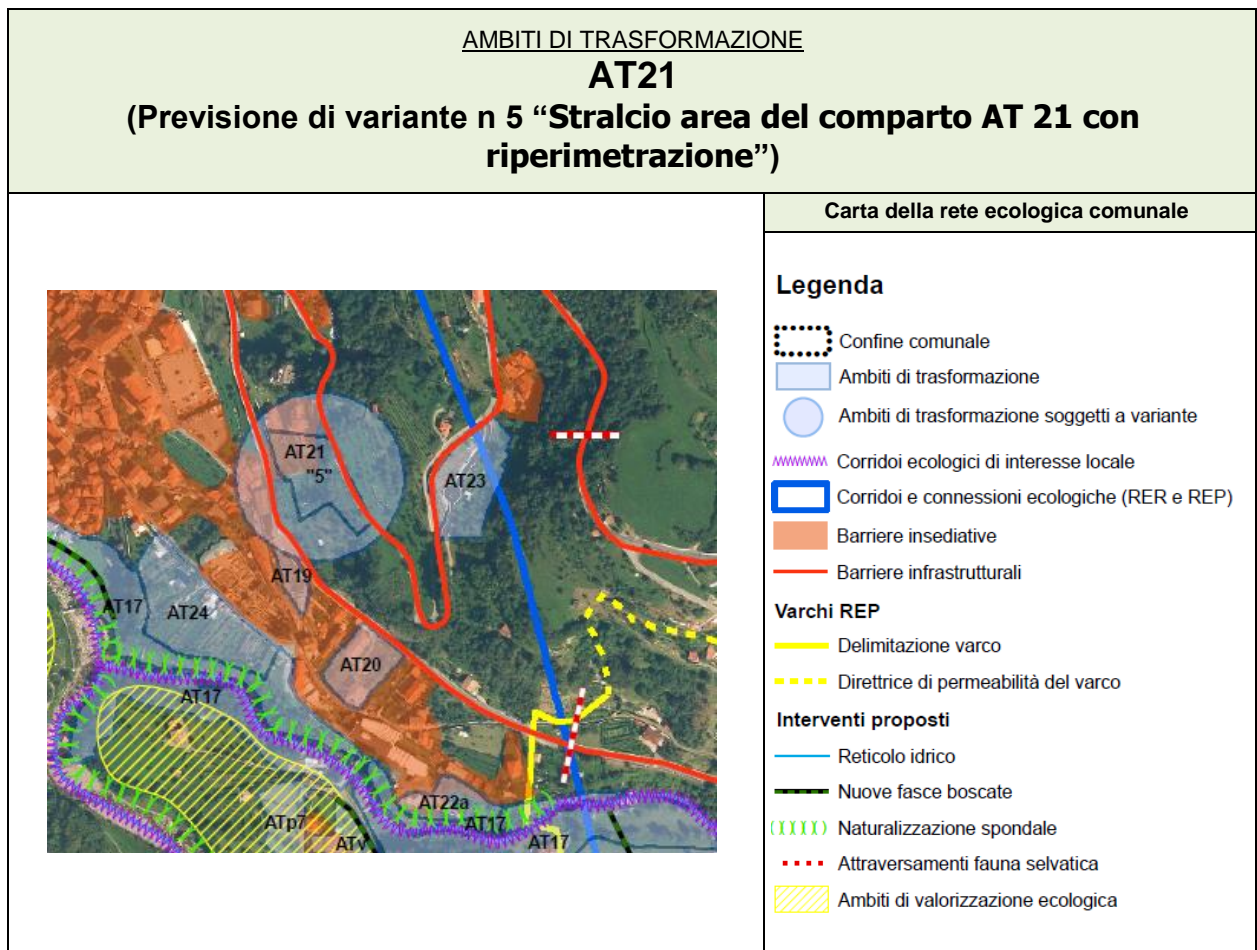 AMBITI DI TRASFORMAZIONE
AT21
(Previsione di variante n 5 “Stralcio area del comparto AT 21 con
riperimetrazione”)
Carta della rete ecologica comunale
Legenda
Confine comunale
Ambiti di trasformazione
Ambiti di trasformazione soggetti a variante
Corridoi ecologici di interesse locale
Corridoi e connessioni ecologiche (RER e REP)
Barriere insediative
Barriere infrastrutturali
Varchi REP
Delimitazione varco
Direttrice di permeabilità del varco
Interventi proposti
Reticolo idrico
Nuove fasce boscate
Naturalizzazione spondale
Attraversamenti fauna selvatica
Ambiti di valorizzazione ecologica
AT21
"5"
AT23
AT19
AT17
AT24
AT20
AT17
AT22a
AT17
ATp7
ATv
AT17